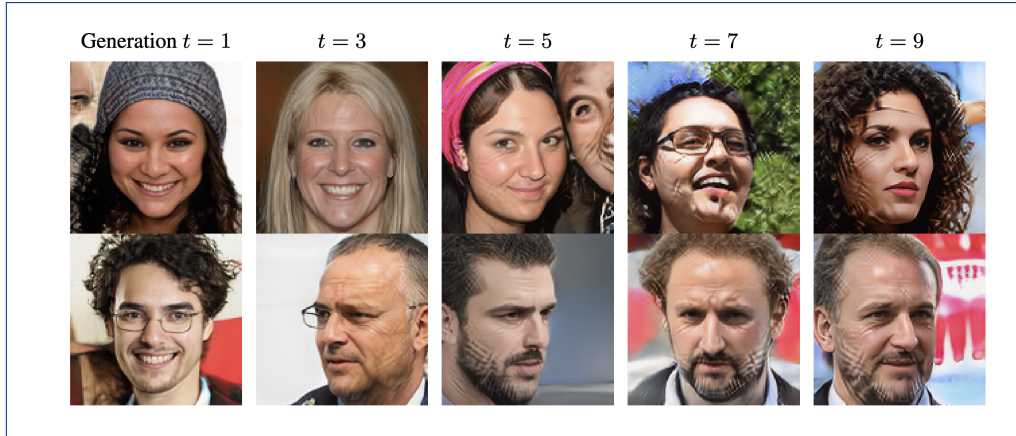 Generation t = 1 t = 3 t = 5 t = 7 t = 9